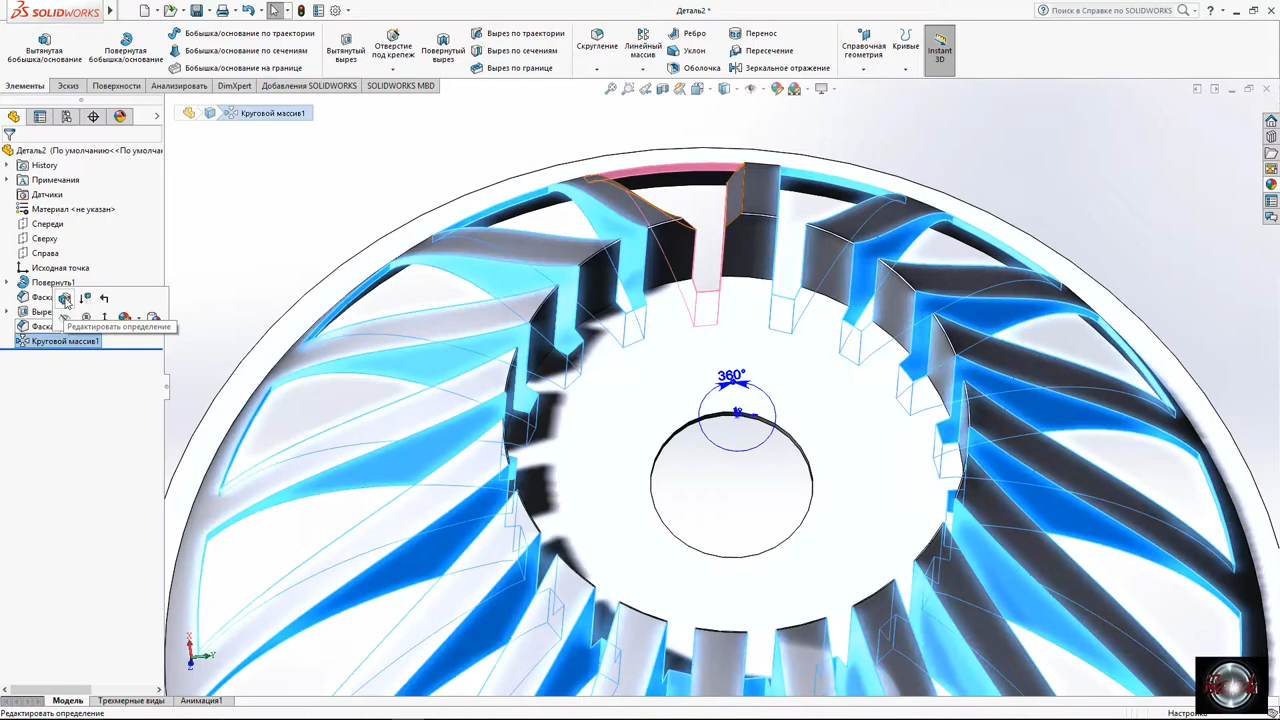 SOLIDWORKS
Деталь2 *
Поиск в Справке по SOLIDWORKS
Вытянутая
бобышка/основание
Повернутая
бобышка/основание
Бобышка/основание по траектории
Бобышка/основание по сечениям
Бобышка/основание на границе
Вытянутый
вырез
Отверстие
под крепеж
Повернутый
вырез
Вырез по траектории
Вырез по сечениям
Вырез по границе
Скругление
Линейный
массив
Ребро
Уклон
Оболочка
Перенос
Пересечение
Зеркальное отражение
Справочная
геометрия
Кривые
Instant
3D
Элементы
Эскиз
Поверхности
Анализировать
DimXpert
Добавления SOLIDWORKS
SOLIDWORKS MBD
Круговой массив1
Деталь2 (По умолчанию<<По умолчан
History
Примечания
Датчики
Материал <не указан>
Спереди
Сверху
Справа
Исходная точка
Повернуть1
Фаска
Выре
Фаска
Редактировать определение
Круговой массив1
360°
X
Y
Z
Модель
Трехмерные виды
Анимация1
Редактировать определение
Настройка